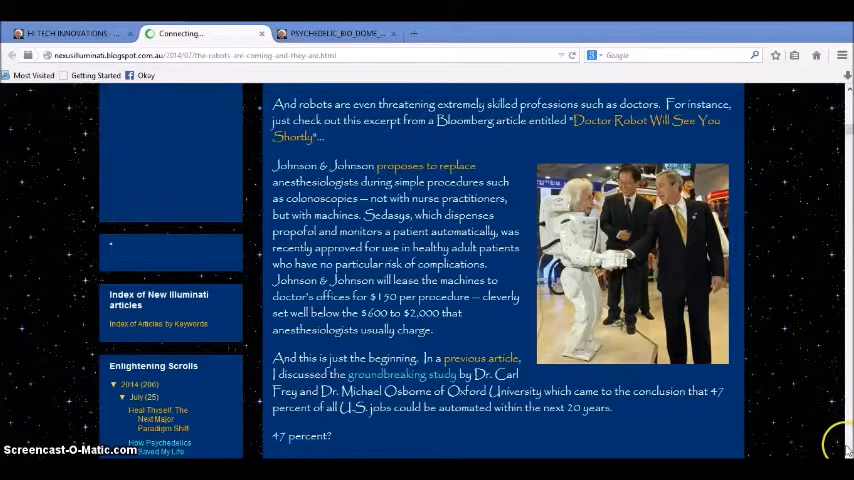 HI TECH INNOVATIONS, -...
Connecting...
PSYCHEDELIC_BIO_DOME_...
nexusilluminati.blogspot.com.au/2014/07/the-robots-are-coming-and-they-are.html
Google
Most Visited
Getting Started
Okay
And robots are even threatening extremely skilled professions such as doctors. For instance,
just check out this excerpt from a Bloomberg article entitled "Doctor Robot Will See You
Shortly"...
Johnson & Johnson proposes to replace
anesthesiologists during simple procedures such
as colonoscopies — not with nurse practitioners,
but with machines. Sedasys, which dispenses
propofol and monitors a patient automatically, was
recently approved for use in healthy adult patients
who have no particular risk of complications.
Johnson & Johnson will lease the machines to
doctor's offices for $150 per procedure — cleverly
set well below the $600 to $2,000 that
anesthesiologists usually charge.
And this is just the beginning. In a previous article,
I discussed the groundbreaking study by Dr. Carl
Frey and Dr. Michael Osborne of Oxford University which came to the conclusion that 47
percent of all U.S. jobs could be automated within the next 20 years.
47 percent?
Index of New Illuminati
articles
Index of Articles by Keywords
Enlightening Scrolls
▼ 2014 (206)
▼ July (25)
Heal Thyself, The
Next Major
Paradigm Shift
How Psychedelics
Saved My Life
Screencast-O-Matic.com